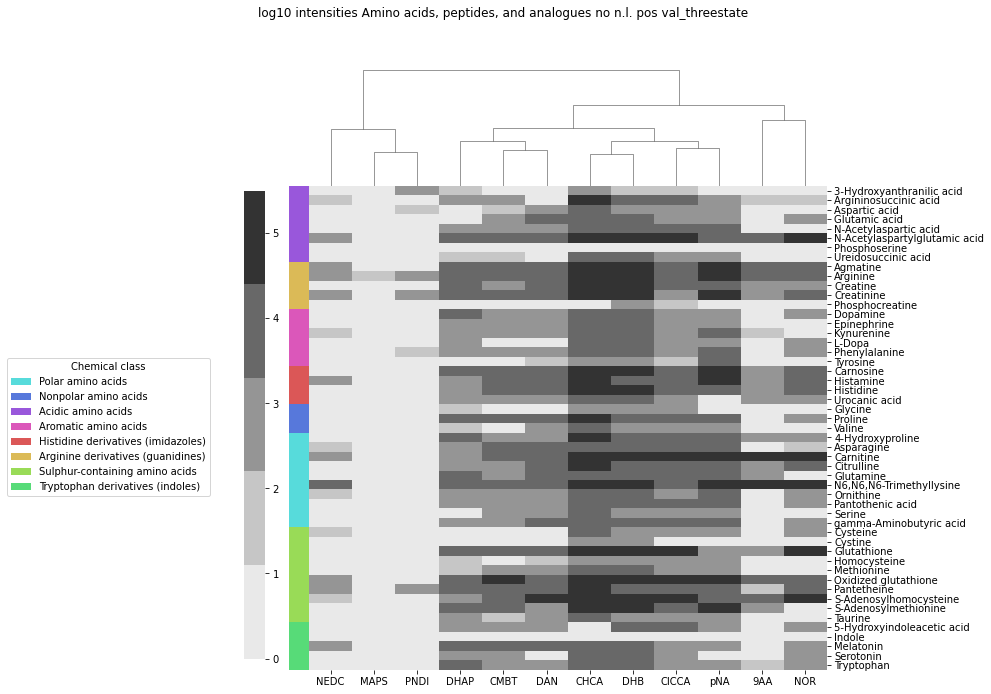 log10 intensities Amino acids, peptides, and analogues no n.l. pos val_threestate
5
4
3
2
1
0
Chemical class
Polar amino acids
Nonpolar amino acids
Acidic amino acids
Aromatic amino acids
Histidine derivatives (imidazoles)
Arginine derivatives (guanidines)
Sulphur-containing amino acids
Tryptophan derivatives (indoles)
3-Hydroxyanthranilic acid
Argininosuccinic acid
Aspartic acid
Glutamic acid
N-Acetylaspartic acid
N-Acetylaspartylglutamic acid
Phosphoserine
Ureidosuccinic acid
Agmatine
Arginine
Creatine
Creatinine
Phosphocreatine
Dopamine
Epinephrine
Kynurenine
L-Dopa
Phenylalanine
Tyrosine
Carnosine
Histamine
Histidine
Urocanic acid
Glycine
Proline
Valine
4-Hydroxyproline
Asparagine
Carnitine
Citrulline
Glutamine
N6,N6,N6-Trimethyllysine
Ornithine
Pantothenic acid
Serine
gamma-Aminobutyric acid
Cysteine
Cystine
Glutathione
Homocysteine
Methionine
Oxidized glutathione
Pantetheine
S-Adenosylhomocysteine
S-Adenosylmethionine
Taurine
5-Hydroxyindoleacetic acid
Indole
Melatonin
Serotonin
Tryptophan
NEDC MAPS PNDI DHAP CMBT DAN CHCA DHB ClCCA pNA 9AA NOR